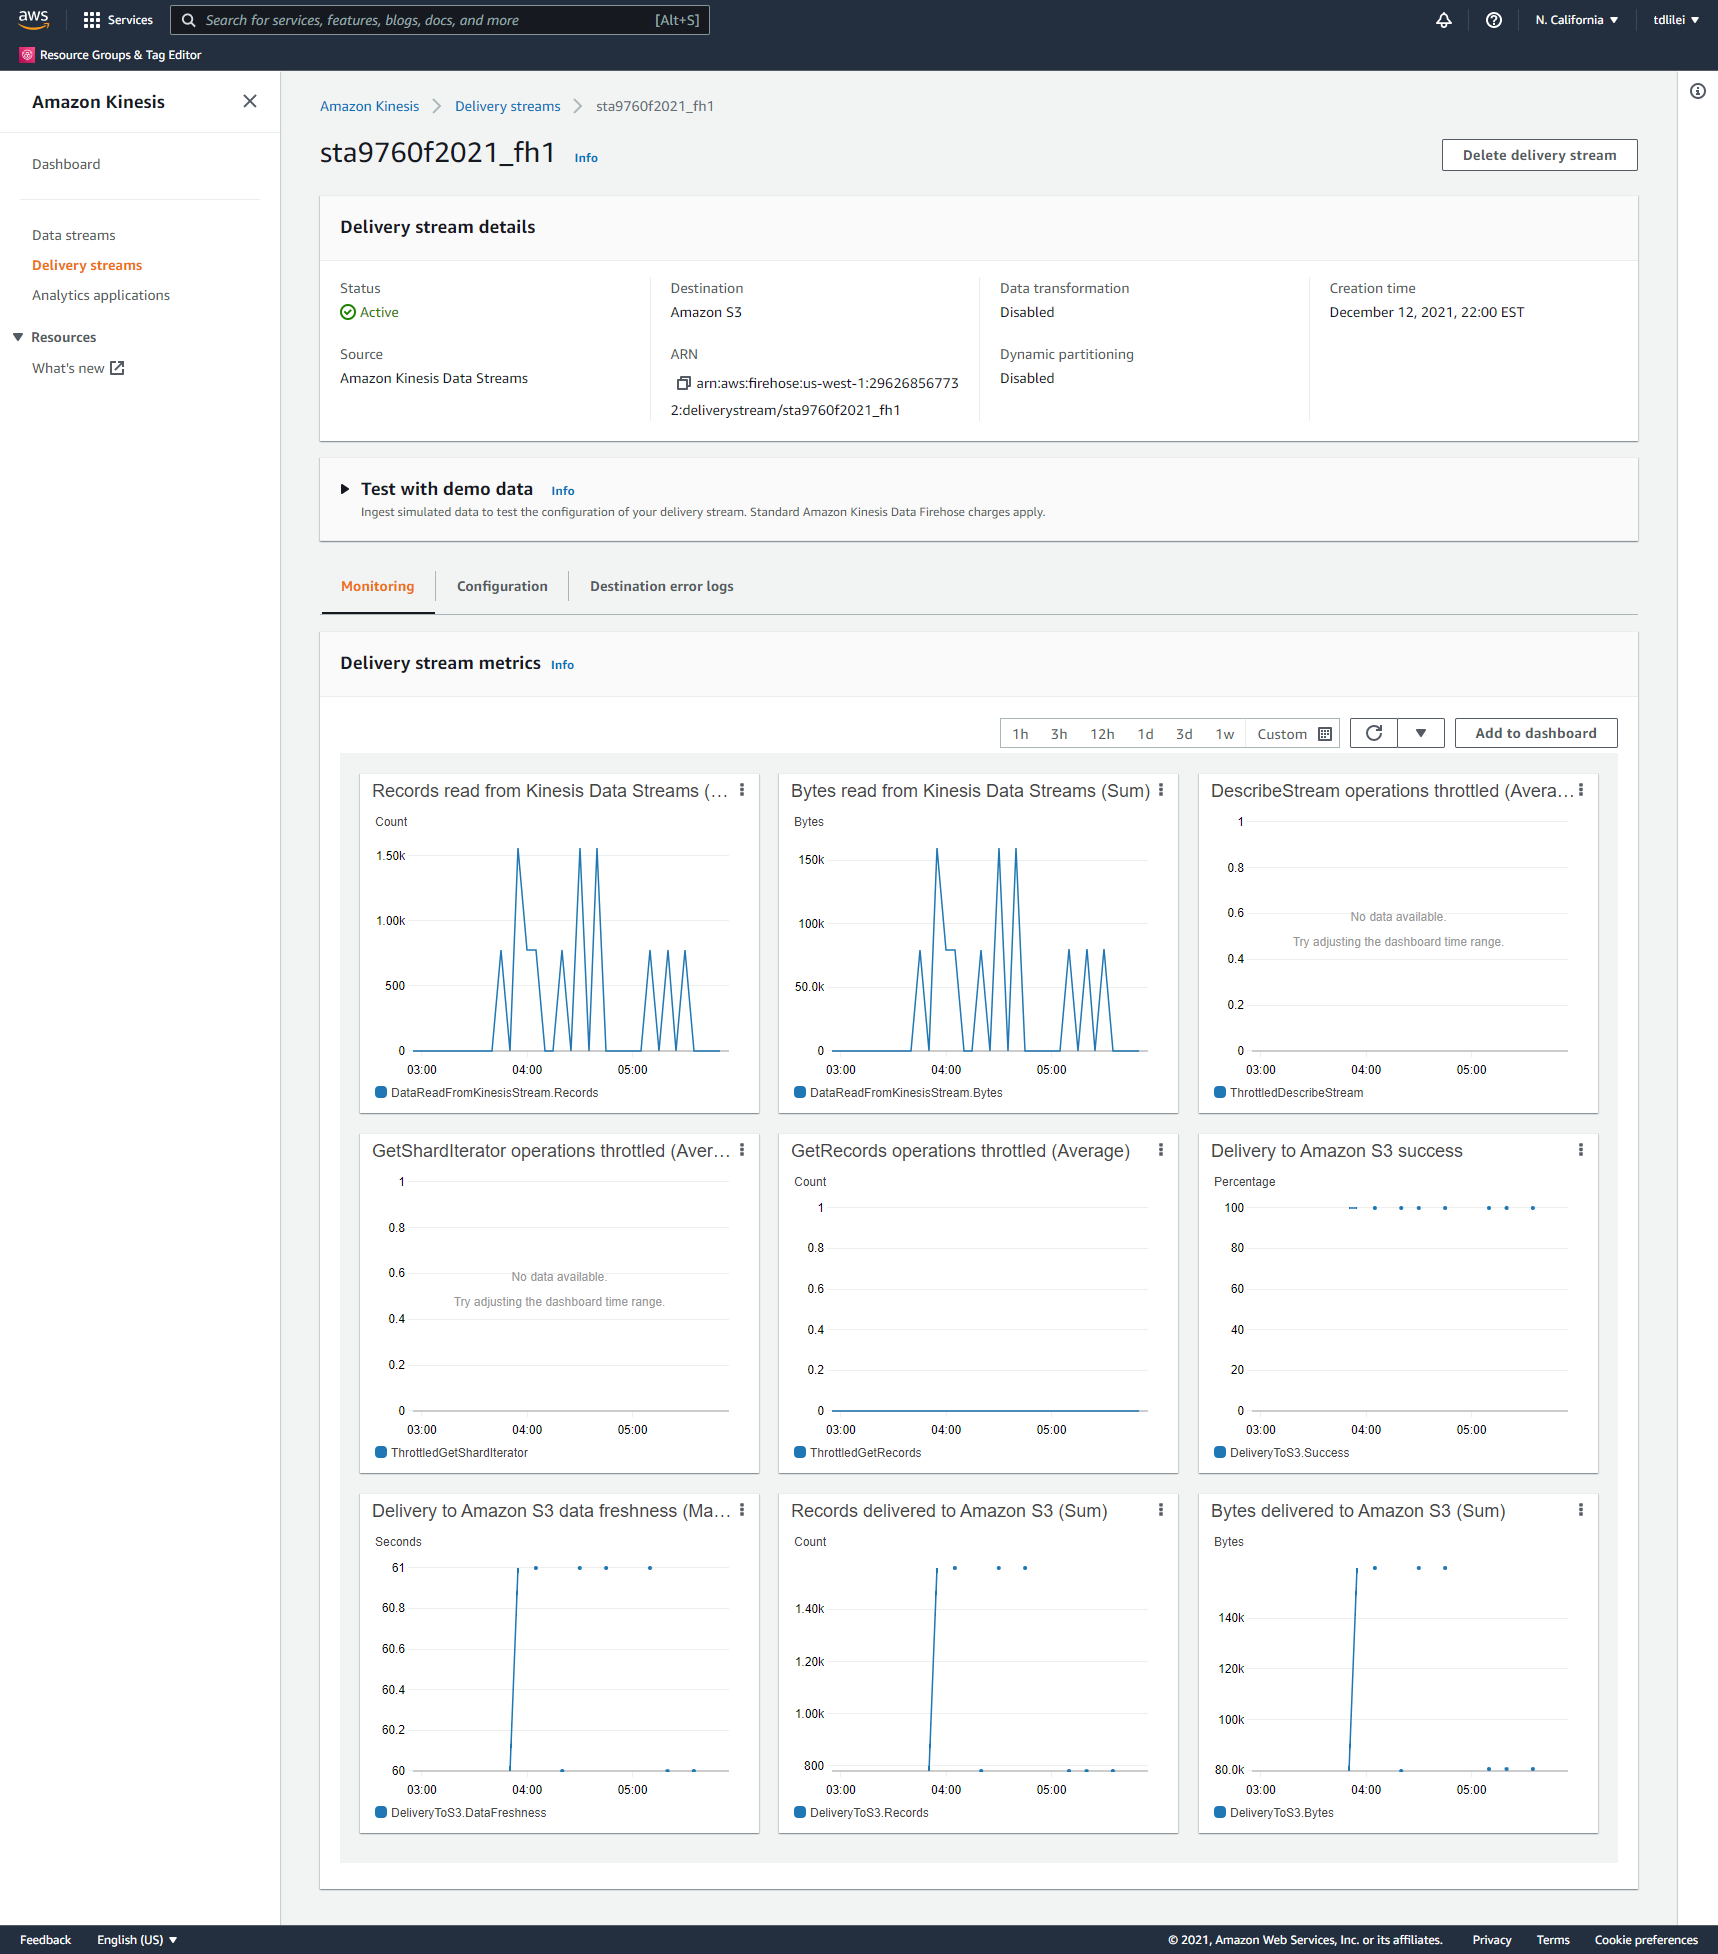 aws
Services
Search for services, features, blogs, docs, and more
[Alt+S]
N. California
tdlilei
Resource Groups & Tag Editor
Amazon Kinesis
Dashboard
Data streams
Delivery streams
Analytics applications
Resources
What's new
Amazon Kinesis
Delivery streams
sta9760f2021_fh1
sta9760f2021_fh1 Info
Delete delivery stream
Delivery stream details
Status
Active
Source
Amazon Kinesis Data Streams
Destination
Amazon S3
ARN
arn:aws:firehose:us-west-1:29626856773
2:deliverystream/sta9760f2021_fh1
Data transformation
Disabled
Dynamic partitioning
Disabled
Creation time
December 12, 2021, 22:00 EST
Test with demo data Info
Ingest simulated data to test the configuration of your delivery stream. Standard Amazon Kinesis Data Firehose charges apply.
Monitoring
Configuration
Destination error logs
Delivery stream metrics Info
1h 3h 12h 1d 3d 1w Custom
Add to dashboard
Records read from Kinesis Data Streams (...
Count
1.50k
1.00k
500
0
03:00 04:00 05:00
DataReadFromKinesisStream.Records
Bytes read from Kinesis Data Streams (Sum)
Bytes
150k
100k
50.0k
0
03:00 04:00 05:00
DataReadFromKinesisStream.Bytes
DescribeStream operations throttled (Avera...
1
0.8
0.6
No data available.
Try adjusting the dashboard time range.
0.4
0.2
0
03:00 04:00 05:00
ThrottledDescribeStream
GetShardIterator operations throttled (Aver...
1
0.8
0.6
No data available.
Try adjusting the dashboard time range.
0.4
0.2
0
03:00 04:00 05:00
ThrottledGetShardIterator
GetRecords operations throttled (Average)
Count
1
0.8
0.6
0.4
0.2
0
03:00 04:00 05:00
ThrottledGetRecords
Delivery to Amazon S3 success
Percentage
100
80
60
40
20
0
03:00 04:00 05:00
DeliveryToS3.Success
Delivery to Amazon S3 data freshness (Ma...
Seconds
61
60.8
60.6
60.4
60.2
60
03:00 04:00 05:00
DeliveryToS3.DataFreshness
Records delivered to Amazon S3 (Sum)
Count
1.40k
1.20k
1.00k
800
03:00 04:00 05:00
DeliveryToS3.Records
Bytes delivered to Amazon S3 (Sum)
Bytes
140k
120k
100k
80.0k
03:00 04:00 05:00
DeliveryToS3.Bytes
Feedback
English (US)
© 2021, Amazon Web Services, Inc. or its affiliates.
Privacy
Terms
Cookie preferences